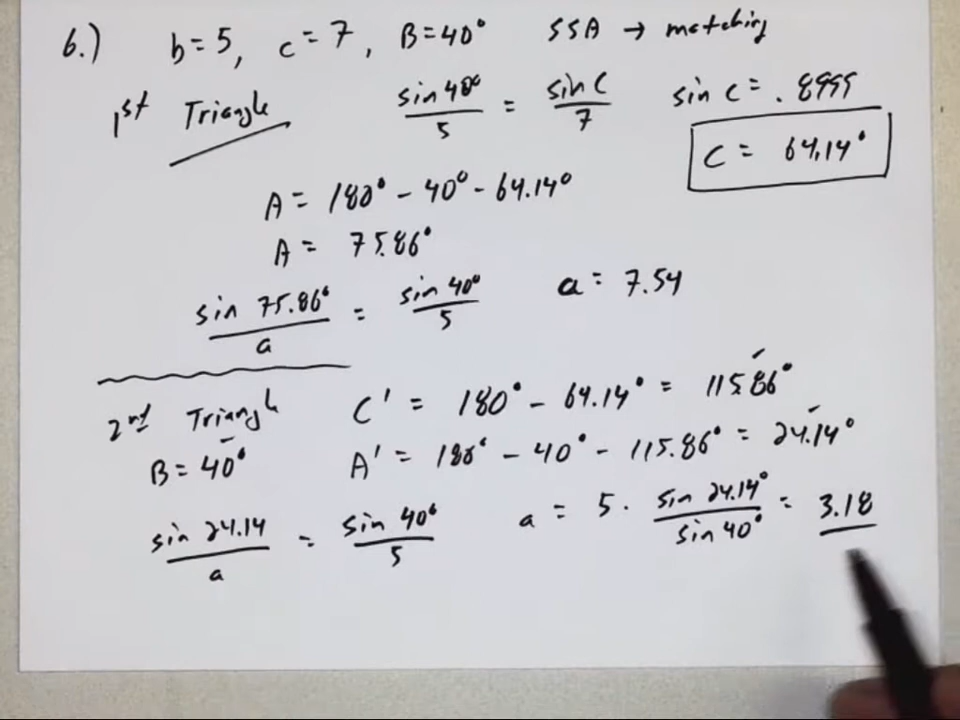 6.) b = 5, c = 7, B = 40° SSA → matching
1st Triangle sin 40° / 5 = sin C / 7 sin C = .8999
C = 64.14°
A = 180° - 40° - 64.14°
A = 75.86°
sin 75.86° / a = sin 40° / 5 a = 7.54
2nd Triangle C' = 180° - 64.14° = 115.86°
B = 40° A' = 180° - 40° - 115.86° = 24.14°
sin 24.14 / a = sin 40° / 5 a = 5 · sin 24.14° / sin 40° = 3.18